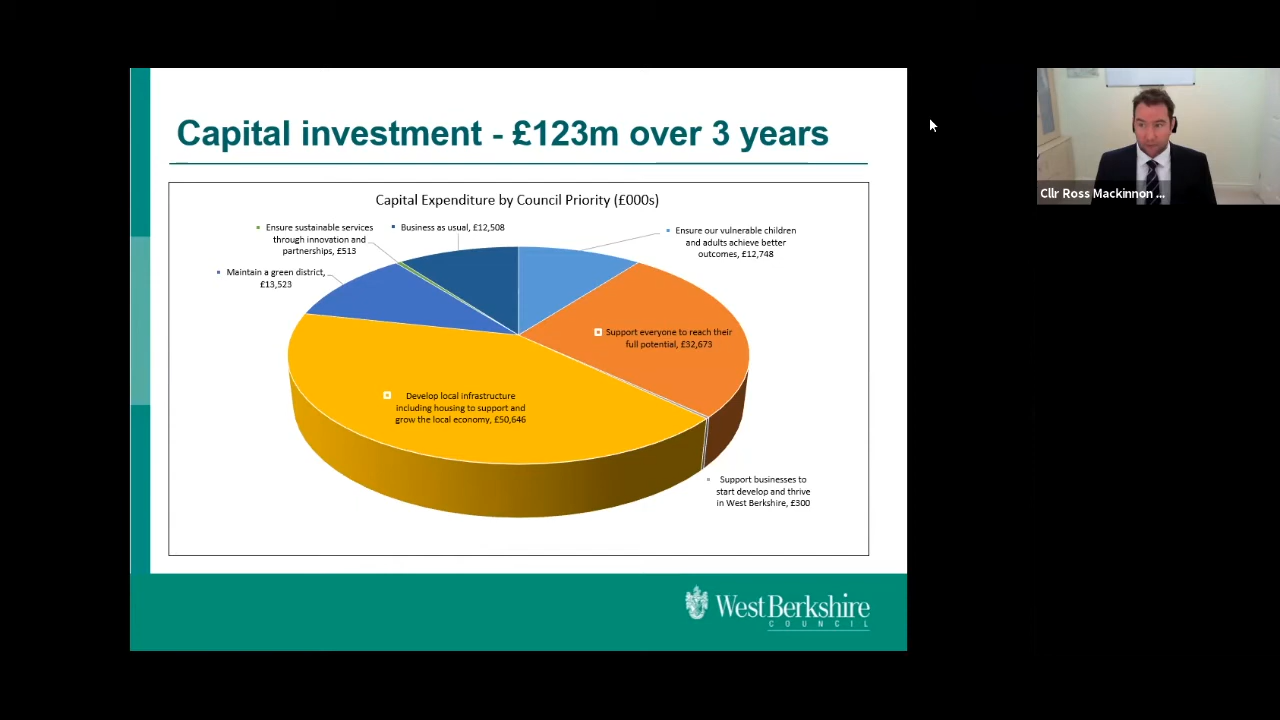 Capital investment - £123m over 3 years
Capital Expenditure by Council Priority (£000s)
Ensure sustainable services
through innovation and
partnerships, £513
Business as usual, £12,508
Ensure our vulnerable children
and adults achieve better
outcomes, £12,748
Maintain a green district,
£13,523
Support everyone to reach their
full potential, £32,673
Develop local infrastructure
including housing to support and
grow the local economy, £50,646
Support businesses to
start develop and thrive
in West Berkshire, £300
West Berkshire
COUNCIL
Cllr Ross Mackinnon ...